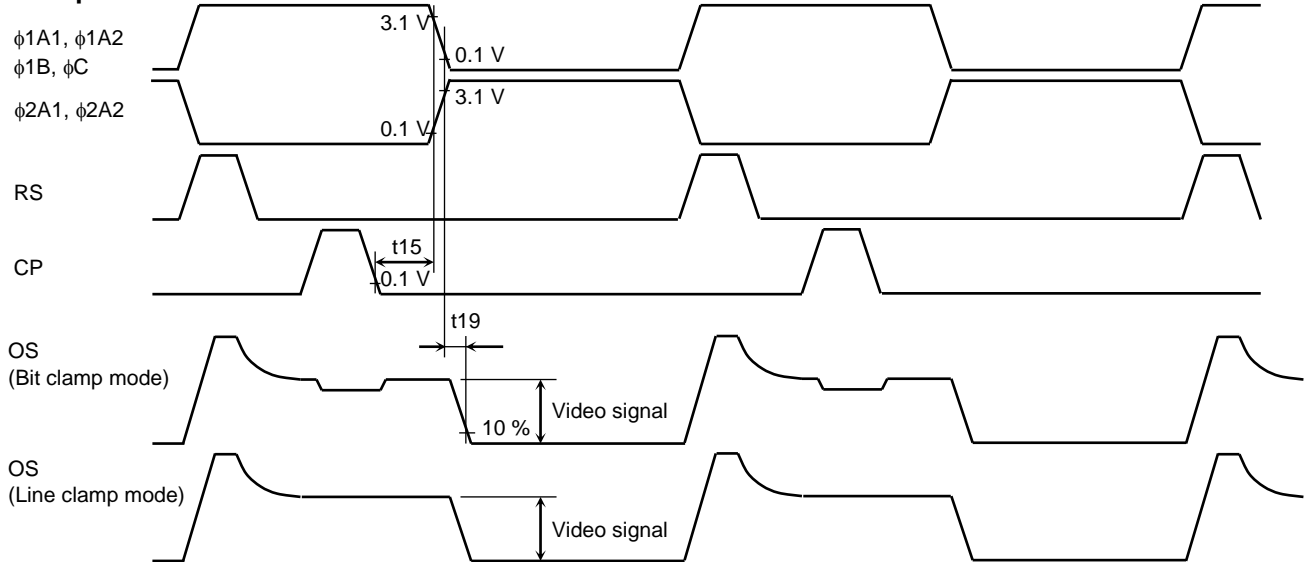 3.1 V
ϕ1A1, ϕ1A2
ϕ1B, ϕC
0.1 V
3.1 V
ϕ2A1, ϕ2A2
0.1 V
RS
CP
t15
0.1 V
t19
OS
(Bit clamp mode)
Video signal
10 %
OS
(Line clamp mode)
Video signal